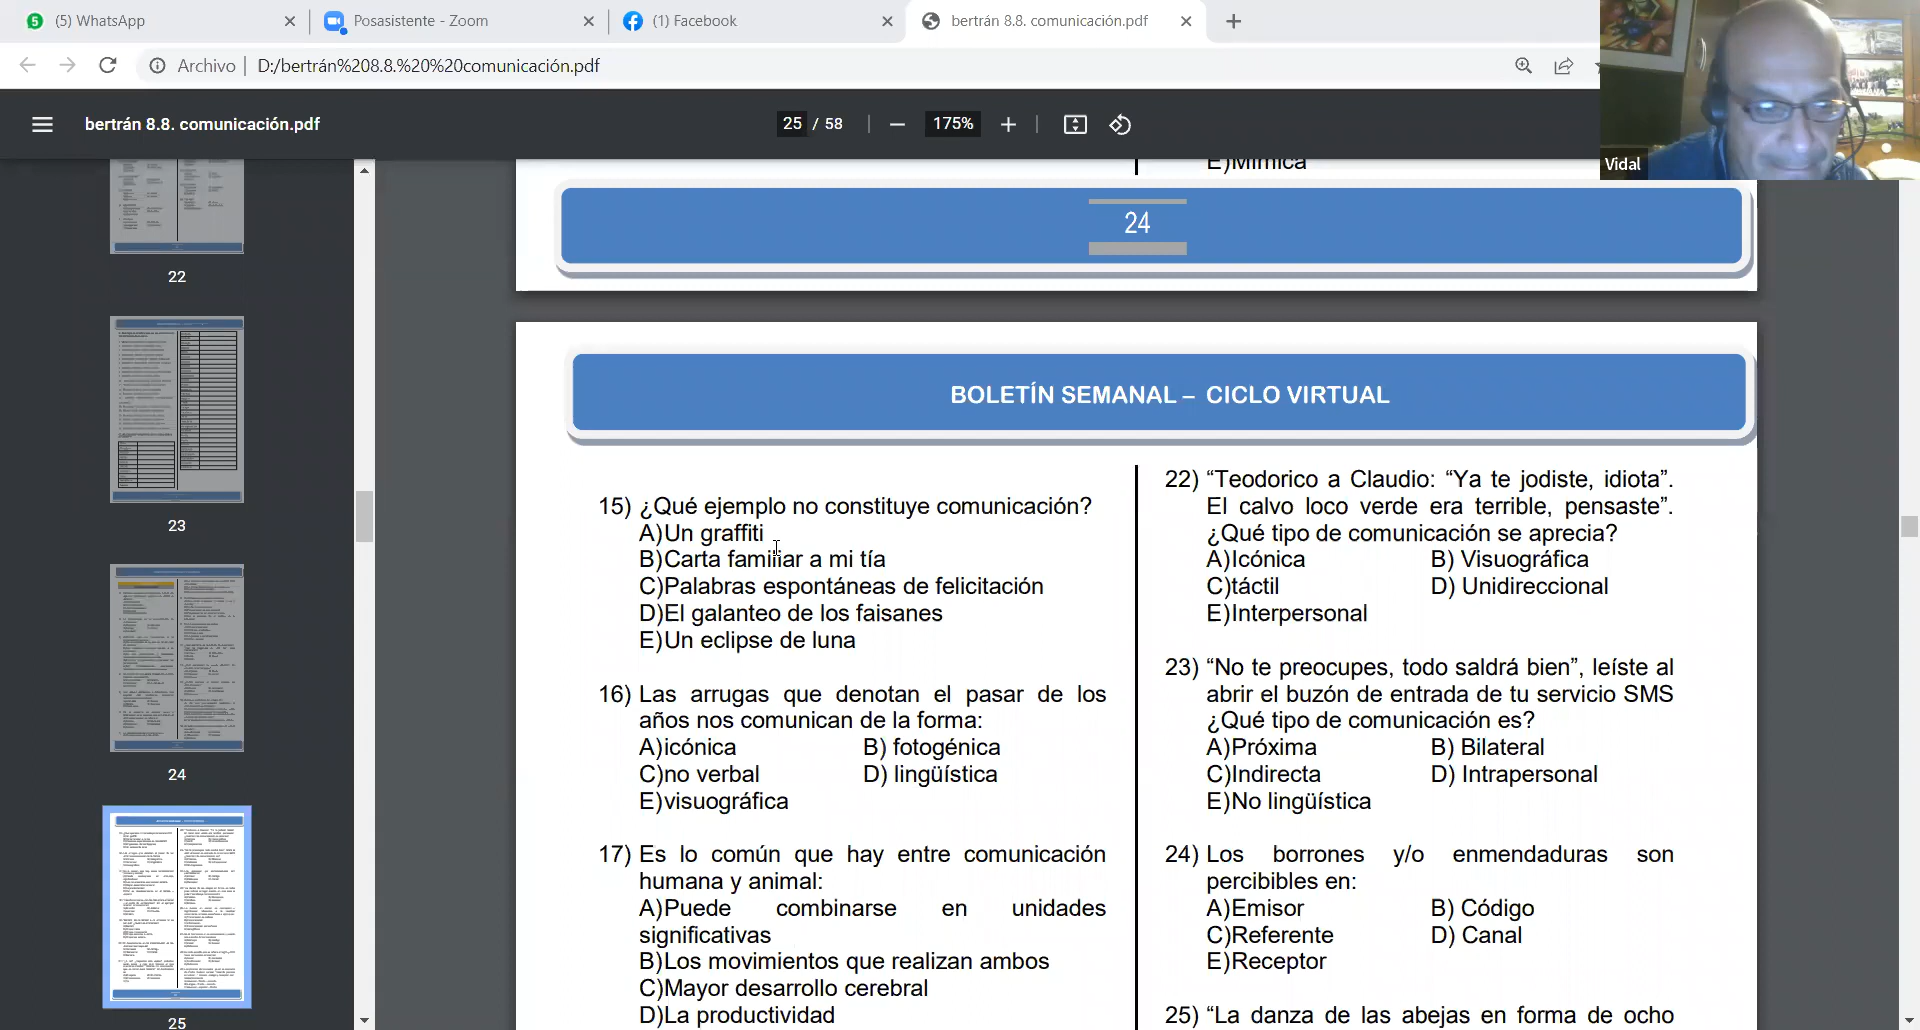 (5) WhatsApp
Posasistente - Zoom
(1) Facebook
bertrán 8.8. comunicación.pdf
Archivo
D:/bertrán%208.8.%20%20comunicación.pdf
bertrán 8.8. comunicación.pdf
25 / 58
175%
Vidal
22
23
24
25
E)Mímica
24
BOLETÍN SEMANAL – CICLO VIRTUAL
15) ¿Qué ejemplo no constituye comunicación?
A)Un graffiti
B)Carta familiar a mi tía
C)Palabras espontáneas de felicitación
D)El galanteo de los faisanes
E)Un eclipse de luna
16) Las arrugas que denotan el pasar de los
años nos comunican de la forma:
A)icónica B) fotogénica
C)no verbal D) lingüística
E)visuográfica
17) Es lo común que hay entre comunicación
humana y animal:
A)Puede combinarse en unidades
significativas
B)Los movimientos que realizan ambos
C)Mayor desarrollo cerebral
D)La productividad
22) “Teodorico a Claudio: “Ya te jodiste, idiota”.
El calvo loco verde era terrible, pensaste”.
¿Qué tipo de comunicación se aprecia?
A)Icónica B) Visuográfica
C)táctil D) Unidireccional
E)Interpersonal
23) “No te preocupes, todo saldrá bien”, leíste al
abrir el buzón de entrada de tu servicio SMS
¿Qué tipo de comunicación es?
A)Próxima B) Bilateral
C)Indirecta D) Intrapersonal
E)No lingüística
24) Los borrones y/o enmendaduras son
percibibles en:
A)Emisor B) Código
C)Referente D) Canal
E)Receptor
25) “La danza de las abejas en forma de ocho